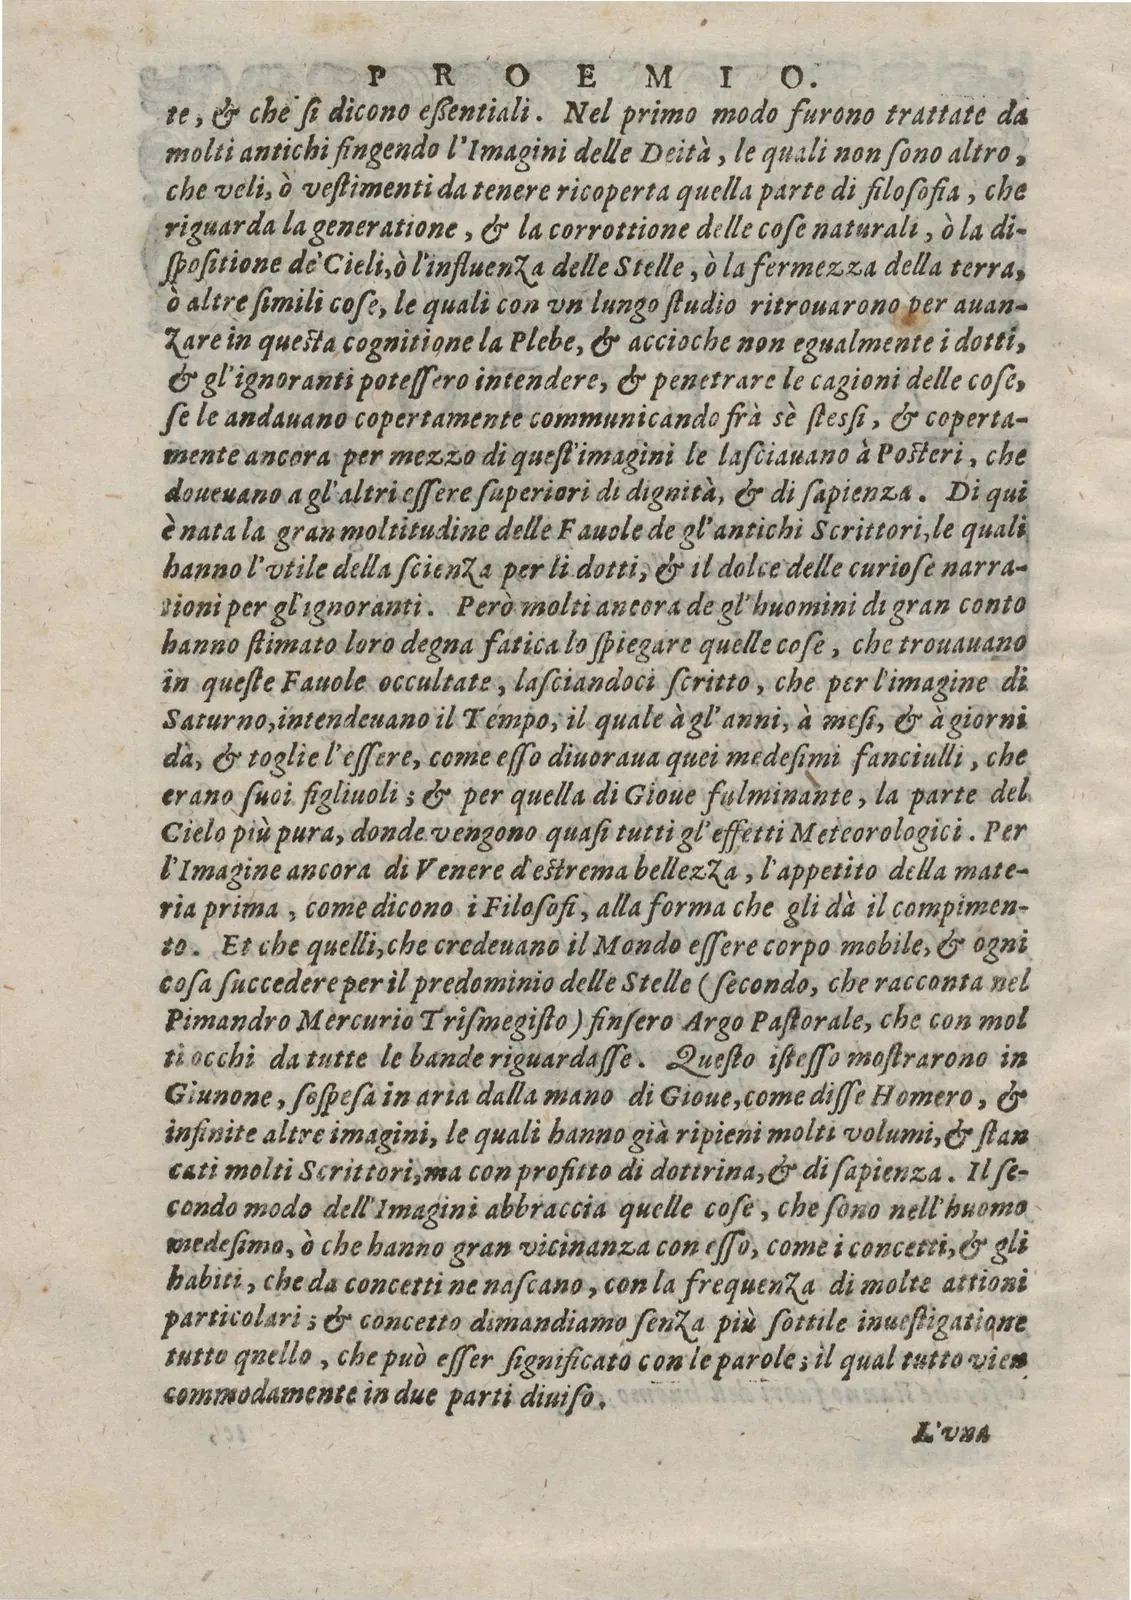 PROEMIO.
te, & che ſi dicono eßentiali. Nel primo modo furono trattate da
molti antichi fingendo l'Imagini delle Deità, le quali non ſono altro,
che veli, ò veſtimenti da tenere ricoperta quella parte di filoſofia, che
riguarda la generatione, & la corrottione delle coſe naturali, ò la di-
ſpoſitione de' Cieli, ò l'influenza delle Stelle, ò la fermezza della terra,
ò altre ſimili coſe, le quali con vn lungo ſtudio ritrouarono per auan-
zare in queſta cognitione la Plebe, & accioche non egualmente i dotti,
& gl'ignoranti poteſſero intendere, & penetrare le cagioni delle coſe,
ſe le andauano copertamente communicando frà sè ſteſſi, & coperta-
mente ancora per mezzo di queſt'imagini le laſciauano à Poſteri, che
doueuano a gl'altri eſſere ſuperiori di dignità, & di ſapienza. Di qui
è nata la gran moltitudine delle Fauole de gl'antichi Scrittori, le quali
hanno l'vtile della ſcienza per li dotti, & il dolce delle curioſe narra-
tioni per gl'ignoranti. Però molti ancora de gl'huomini di gran conto
hanno ſtimato loro degna fatica lo ſpiegare quelle coſe, che trouauano
in queſte Fauole occultate, laſciandoci ſcritto, che per l'imagine di
Saturno, intendeuano il Tempo, il quale à gl'anni, à meſi, & à giorni
dà, & toglie l'eſſere, come eſſo diuoraua quei medeſimi fanciulli, che
erano ſuoi figliuoli; & per quella di Gioue fulminante, la parte del
Cielo più pura, donde vengono quaſi tutti gl'effetti Meteorologici. Per
l'Imagine ancora di Venere d'eſtrema bellezza, l'appetito della mate-
ria prima, come dicono i Filoſofi, alla forma che gli dà il compimen-
to. Et che quelli, che credeuano il Mondo eſſere corpo mobile, & ogni
coſa ſuccedere per il predominio delle Stelle (ſecondo, che racconta nel
Pimandro Mercurio Triſmegiſto) finſero Argo Paſtorale, che con mol
ti occhi da tutte le bande riguardaſſe. Queſto iſteſſo moſtrarono in
Giunone, ſoſpeſa in aria dalla mano di Gioue, come diſſe Homero, &
infinite altre imagini, le quali hanno già ripieni molti volumi, & ſtan
cati molti Scrittori, ma con profitto di dottrina, & di ſapienza. Il ſe-
condo modo dell'Imagini abbraccia quelle coſe, che ſono nell'huomo
medeſimo, ò che hanno gran vicinanza con eſſo, come i concetti, & gli
habiti, che da concetti ne naſcano, con la frequenza di molte attioni
particolari; & concetto dimandiamo ſenza più ſottile inueſtigatione
tutto quello, che può eſſer ſignificato con le parole; il qual tutto vien
commodamente in due parti diuiſo.
L'vna